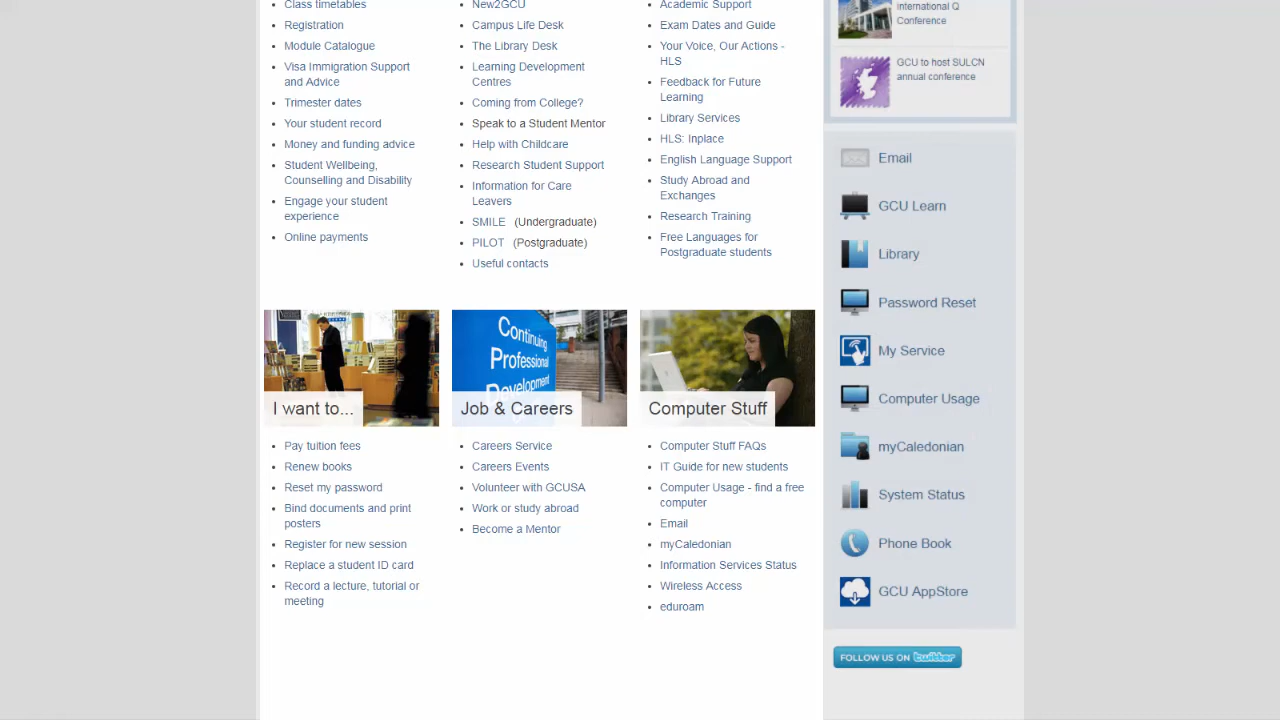 Class timetables
Registration
Module Catalogue
Visa Immigration Support
and Advice
Trimester dates
Your student record
Money and funding advice
Student Wellbeing,
Counselling and Disability
Engage your student
experience
Online payments
New2GCU
Campus Life Desk
The Library Desk
Learning Development
Centres
Coming from College?
Speak to a Student Mentor
Help with Childcare
Research Student Support
Information for Care
Leavers
SMILE (Undergraduate)
PILOT (Postgraduate)
Useful contacts
Academic Support
Exam Dates and Guide
Your Voice, Our Actions -
HLS
Feedback for Future
Learning
Library Services
HLS: Inplace
English Language Support
Study Abroad and
Exchanges
Research Training
Free Languages for
Postgraduate students
I want to...
Pay tuition fees
Renew books
Reset my password
Bind documents and print
posters
Register for new session
Replace a student ID card
Record a lecture, tutorial or
meeting
Continuing
Professional
Development
Job & Careers
Careers Service
Careers Events
Volunteer with GCUSA
Work or study abroad
Become a Mentor
Computer Stuff
Computer Stuff FAQs
IT Guide for new students
Computer Usage - find a free
computer
Email
myCaledonian
Information Services Status
Wireless Access
eduroam
international Q
Conference
GCU to host SULCN
annual conference
Email
GCU Learn
Library
Password Reset
My Service
Computer Usage
myCaledonian
System Status
Phone Book
GCU AppStore
FOLLOW US ON twitter